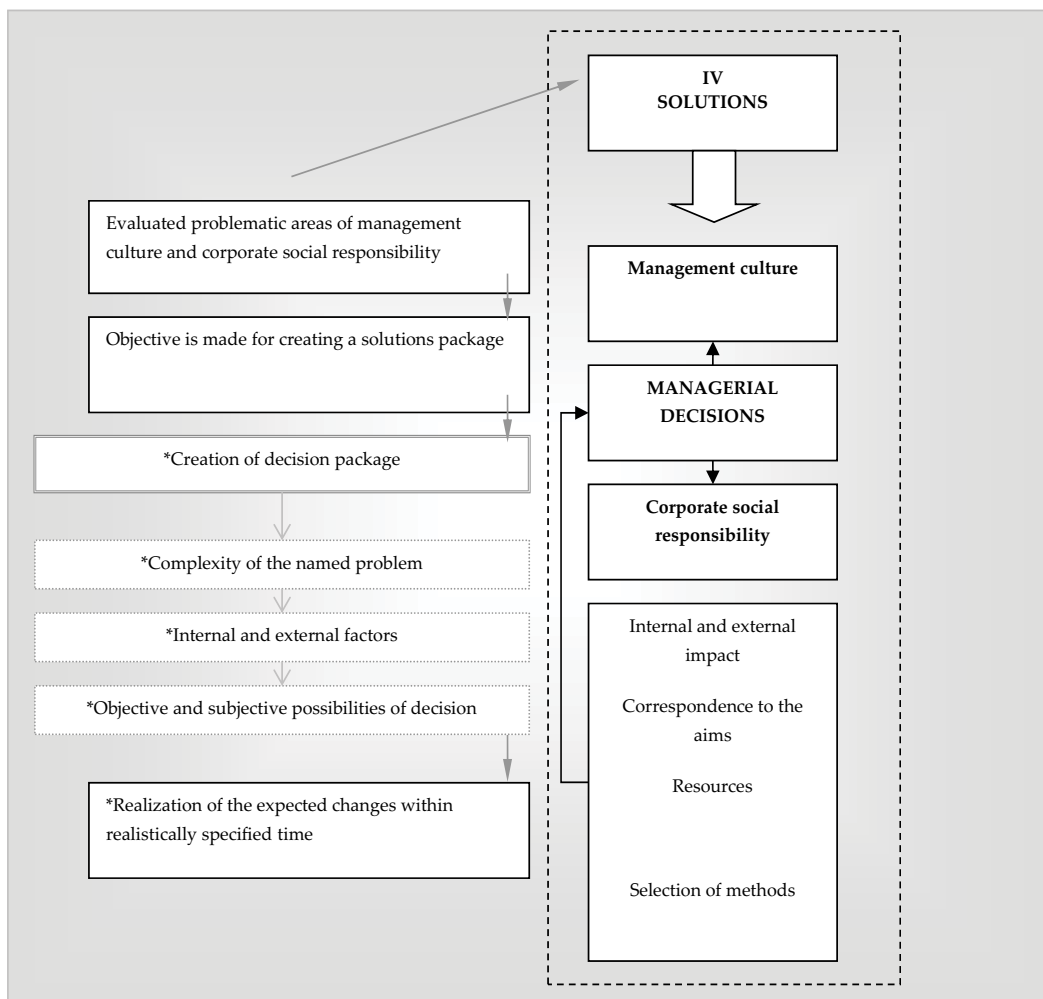 IV
SOLUTIONS
Evaluated problematic areas of management
culture and corporate social responsibility
Objective is made for creating a solutions package
*Creation of decision package
*Complexity of the named problem
*Internal and external factors
*Objective and subjective possibilities of decision
*Realization of the expected changes within
realistically specified time
Management culture
MANAGERIAL
DECISIONS
Corporate social
responsibility
Internal and external
impact
Correspondence to the
aims
Resources
Selection of methods